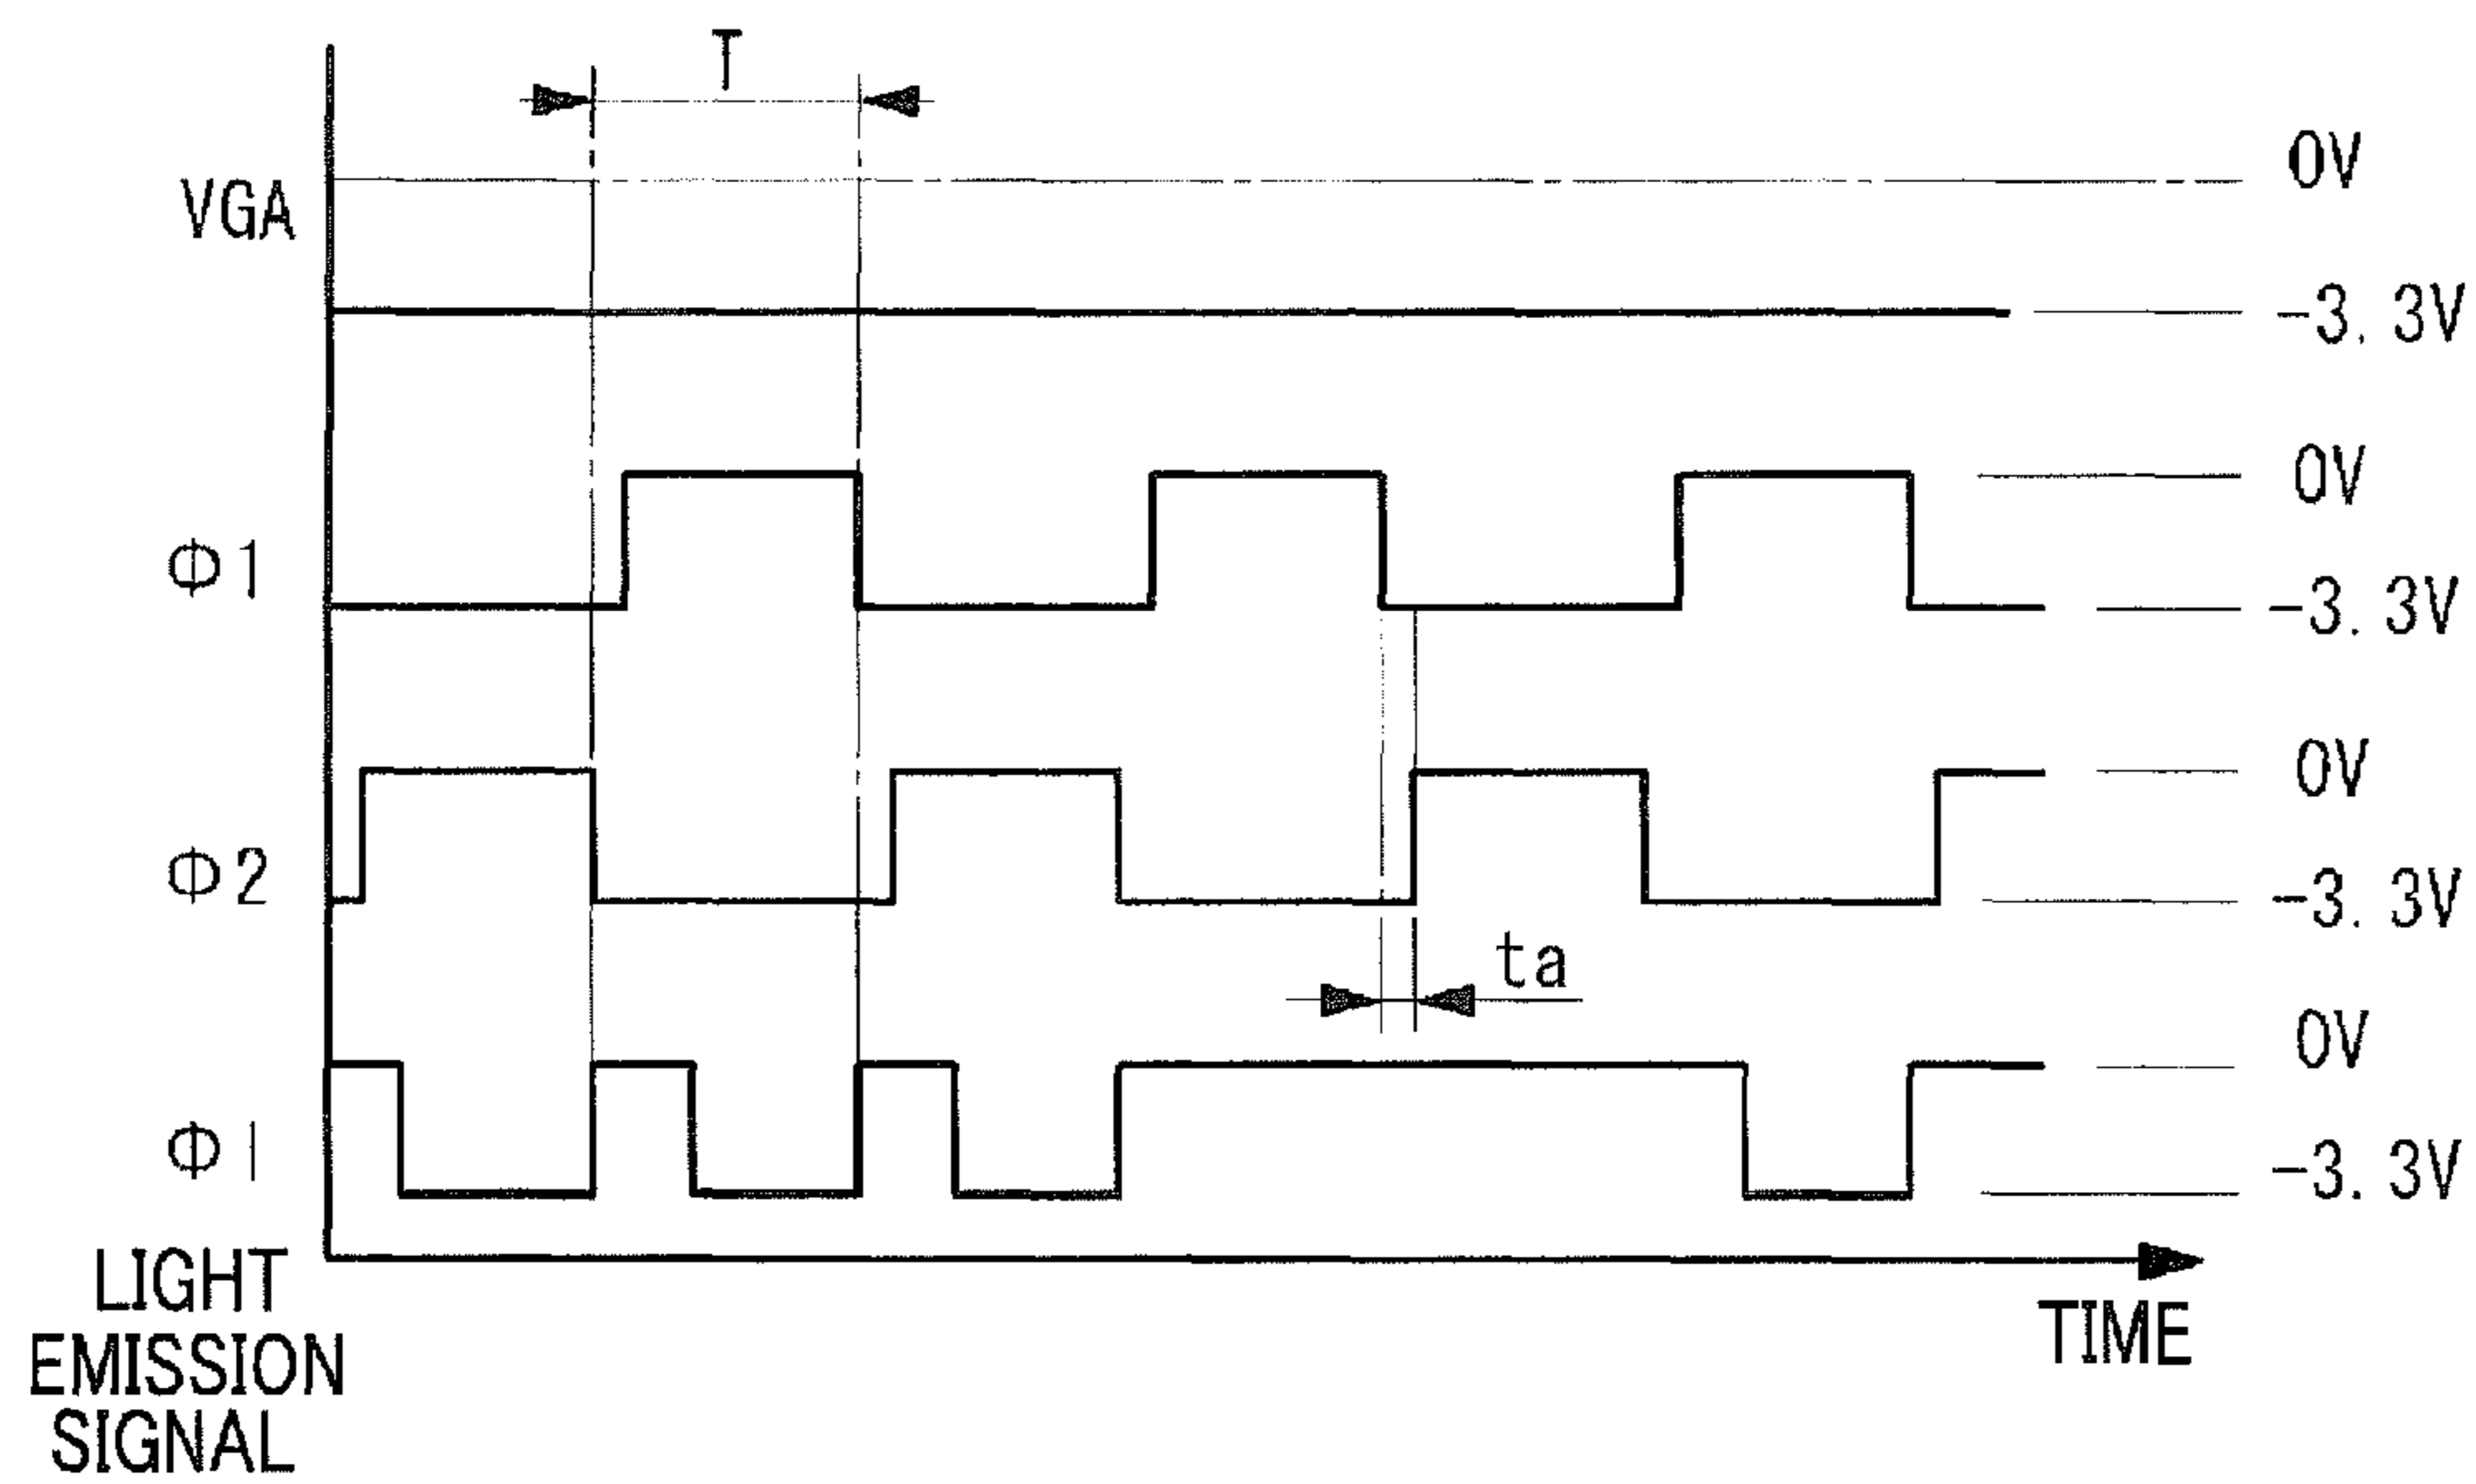 T
VGA
0V
-3.3V
Φ1
0V
-3.3V
Φ2
0V
-3.3V
ta
ΦI
0V
-3.3V
LIGHT
EMISSION
SIGNAL
TIME